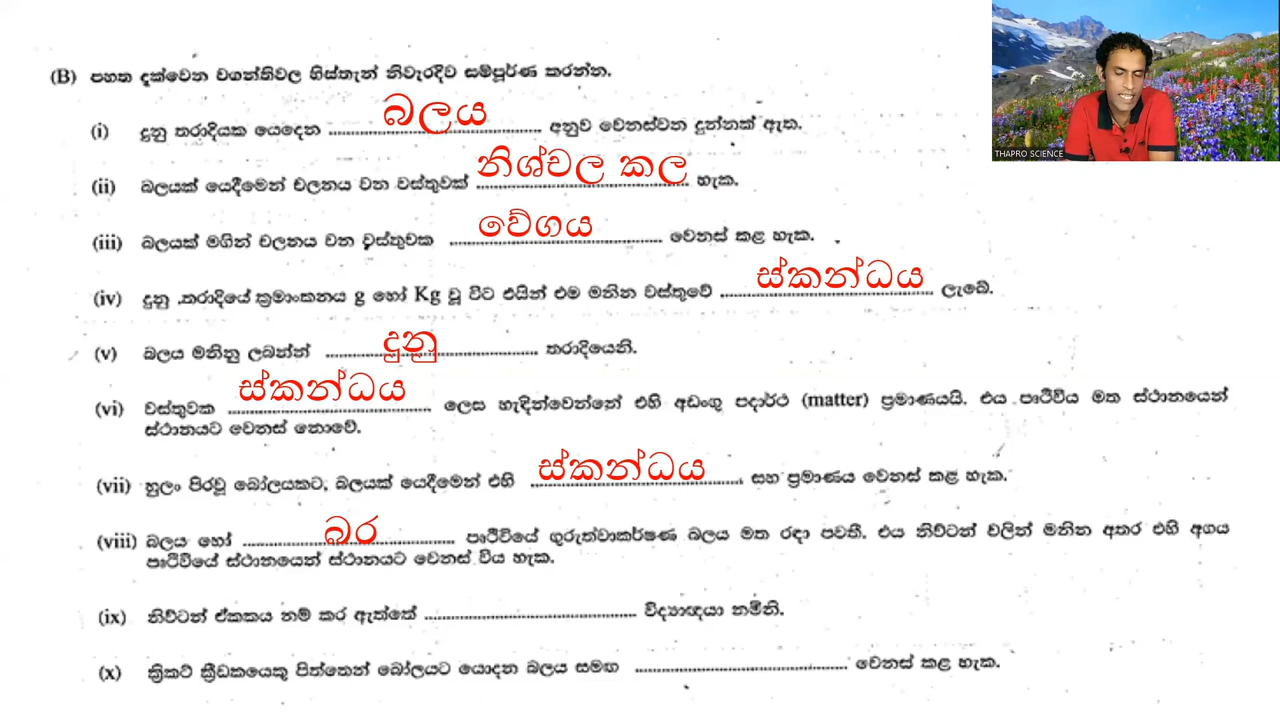 (B) පහත දැක්වෙන වගන්තිවල හිස්තැන් නිවැරදිව සම්පූර්ණ කරන්න.
THAPRO SCIENCE
(i) දුනු තරාදියක යෙදෙන බලය අනුව වෙනස්වන දුන්නක් ඇත.
(ii) බලයක් යෙදීමෙන් චලනය වන වස්තුවක් නිශ්චල කල හැක.
(iii) බලයක් මගින් චලනය වන වස්තුවක වේගය වෙනස් කළ හැක.
(iv) දුනු තරාදියේ ක්‍රමාංකනය g හෝ Kg වූ විට එයින් එම මනින වස්තුවේ ස්කන්ධය ලැබේ.
(v) බලය මනිනු ලබන්න් දුනු තරාදියෙනි.
(vi) වස්තුවක ස්කන්ධය ලෙස හැඳින්වෙන්නේ එහි අඩංගු පදාර්ථ (matter) ප්‍රමාණයයි. එය පෘථිවිය මත ස්ථානයෙන්
ස්ථානයට වෙනස් නොවේ.
(vii) හුලං පිරවූ බෝලයකට, බලයක් යෙදීමෙන් එහි ස්කන්ධය සහ ප්‍රමාණය වෙනස් කළ හැක.
(viii) බලය හෝ බර පෘථිවියේ ගුරුත්වාකර්ෂණ බලය මත රඳා පවතී. එය නිව්ටන් වලින් මනින අතර එහි අගය
පෘථිවියේ ස්ථානයෙන් ස්ථානයට වෙනස් විය හැක.
(ix) නිව්ටන් ඒකකය නම් කර ඇත්තේ ........................ විද්‍යාඥයා නමිනි.
(x) ක්‍රිකට් ක්‍රීඩකයෙකු පිත්තෙන් බෝලයට යොදන බලය සමඟ ........................ වෙනස් කළ හැක.